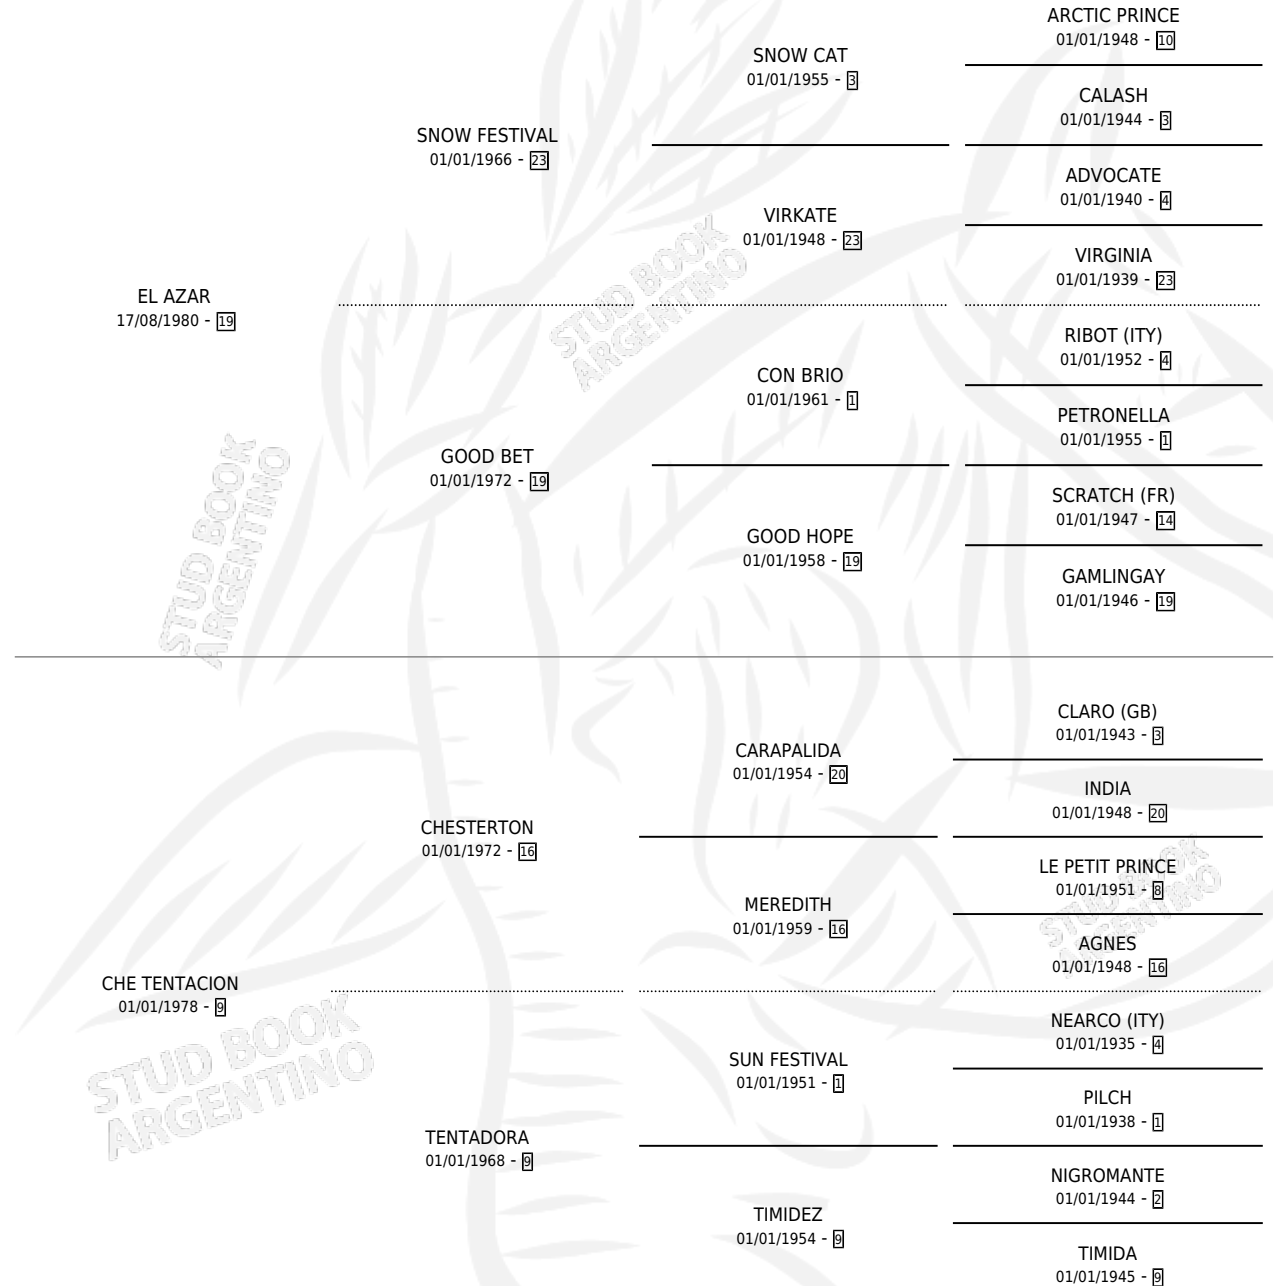 ARCTIC PRINCE
01/01/1948 - 10
SNOW CAT
01/01/1955 - 3
CALASH
01/01/1944 - 3
SNOW FESTIVAL
01/01/1966 - 23
ADVOCATE
01/01/1940 - 4
VIRKATE
01/01/1948 - 23
VIRGINIA
01/01/1939 - 23
EL AZAR
17/08/1980 - 19
RIBOT (ITY)
01/01/1952 - 4
CON BRIO
01/01/1961 - 1
PETRONELLA
01/01/1955 - 1
GOOD BET
01/01/1972 - 19
SCRATCH (FR)
01/01/1947 - 14
GOOD HOPE
01/01/1958 - 19
GAMLINGAY
01/01/1946 - 19
CLARO (GB)
01/01/1943 - 3
CARAPALIDA
01/01/1954 - 20
INDIA
01/01/1948 - 20
CHESTERTON
01/01/1972 - 16
LE PETIT PRINCE
01/01/1951 - 8
MEREDITH
01/01/1959 - 16
AGNES
01/01/1948 - 16
CHE TENTACION
01/01/1978 - 9
NEARCO (ITY)
01/01/1935 - 4
SUN FESTIVAL
01/01/1951 - 1
PILCH
01/01/1938 - 1
TENTADORA
01/01/1968 - 9
NIGROMANTE
01/01/1944 - 2
TIMIDEZ
01/01/1954 - 9
TIMIDA
01/01/1945 - 9
STUD BOOK
ARGENTINO
STUD BOOK
ARGENTINO
STUD BOOK
ARGENTINO
STUD BOOK
ARGENTINO